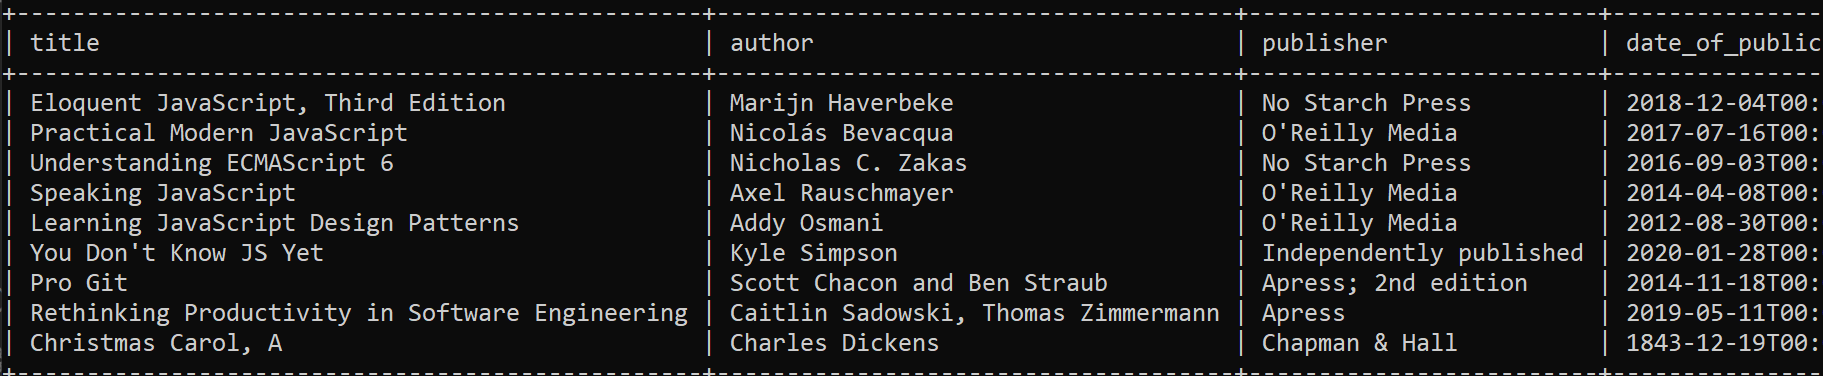 | title | author | publisher | date_of_public
| Eloquent JavaScript, Third Edition | Marijn Haverbeke | No Starch Press | 2018-12-04T00:
| Practical Modern JavaScript | Nicolás Bevacqua | O'Reilly Media | 2017-07-16T00:
| Understanding ECMAScript 6 | Nicholas C. Zakas | No Starch Press | 2016-09-03T00:
| Speaking JavaScript | Axel Rauschmayer | O'Reilly Media | 2014-04-08T00:
| Learning JavaScript Design Patterns | Addy Osmani | O'Reilly Media | 2012-08-30T00:
| You Don't Know JS Yet | Kyle Simpson | Independently published | 2020-01-28T00:
| Pro Git | Scott Chacon and Ben Straub | Apress; 2nd edition | 2014-11-18T00:
| Rethinking Productivity in Software Engineering | Caitlin Sadowski, Thomas Zimmermann | Apress | 2019-05-11T00:
| Christmas Carol, A | Charles Dickens | Chapman & Hall | 1843-12-19T00: